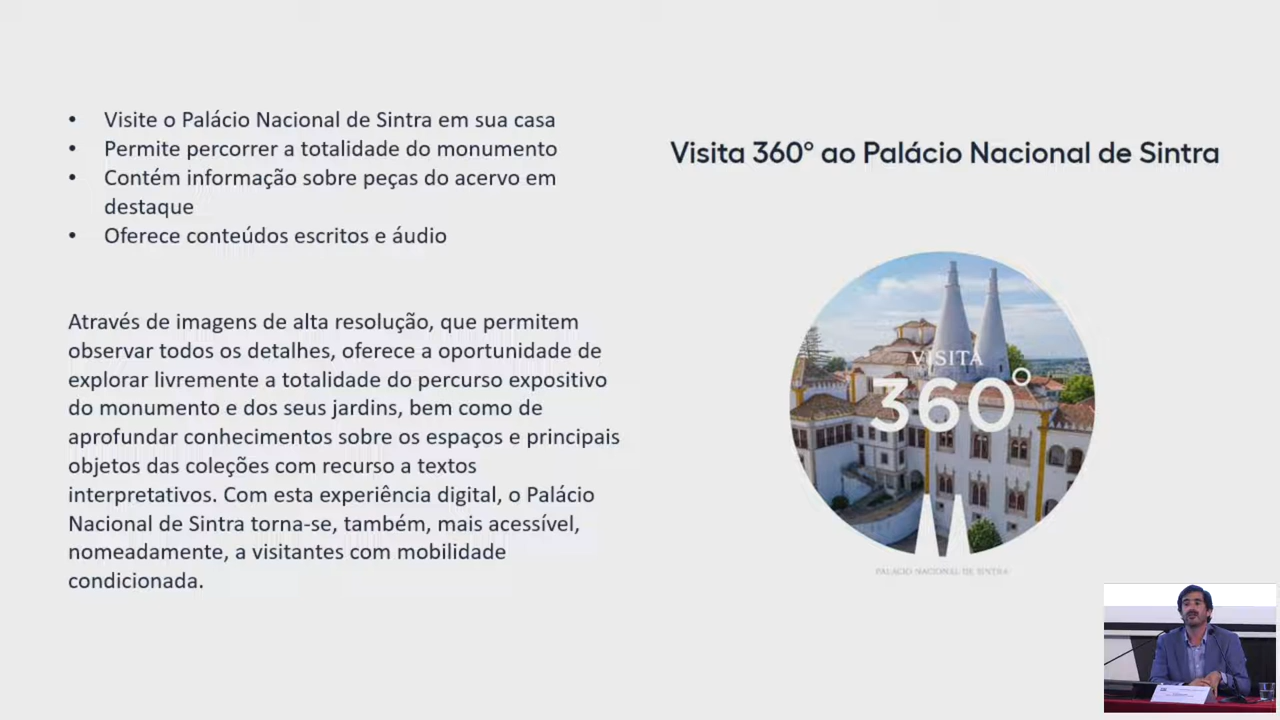 • Visite o Palácio Nacional de Sintra em sua casa
• Permite percorrer a totalidade do monumento
• Contém informação sobre peças do acervo em
destaque
• Oferece conteúdos escritos e áudio
Através de imagens de alta resolução, que permitem
observar todos os detalhes, oferece a oportunidade de
explorar livremente a totalidade do percurso expositivo
do monumento e dos seus jardins, bem como de
aprofundar conhecimentos sobre os espaços e principais
objetos das coleções com recurso a textos
interpretativos. Com esta experiência digital, o Palácio
Nacional de Sintra torna-se, também, mais acessível,
nomeadamente, a visitantes com mobilidade
condicionada.
Visita 360° ao Palácio Nacional de Sintra
VISITA
360°
PALÁCIO NACIONAL DE SINTRA